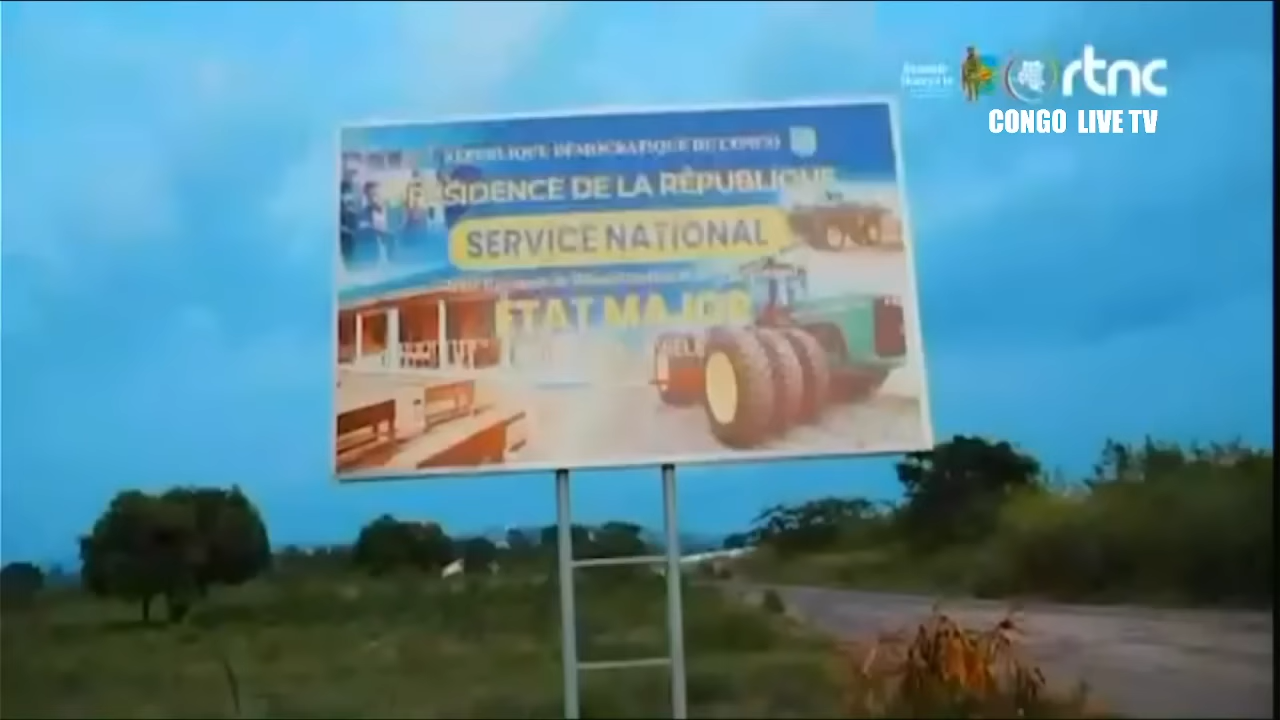 rtnc
CONGO LIVE TV
RÉPUBLIQUE DÉMOCRATIQUE DU CONGO
PRÉSIDENCE DE LA RÉPUBLIQUE
SERVICE NATIONAL
ETAT MAJOR